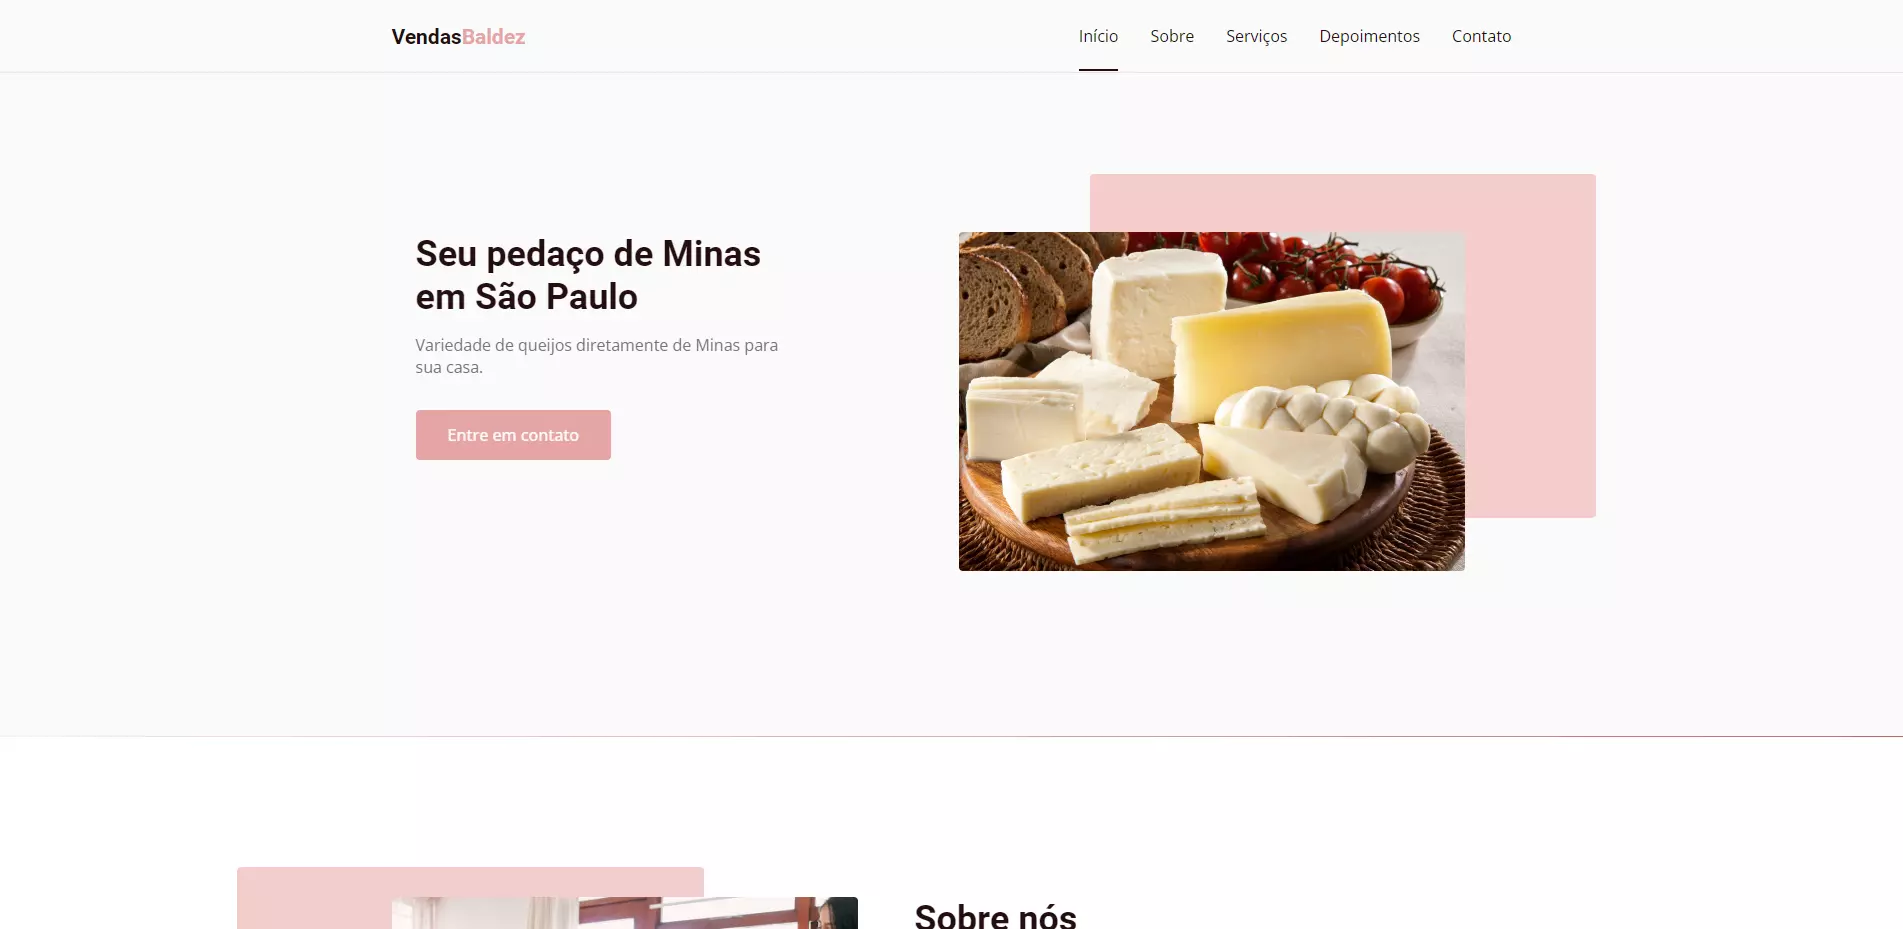 VendasBaldez
Início Sobre Serviços Depoimentos Contato
Seu pedaço de Minas
em São Paulo
Variedade de queijos diretamente de Minas para
sua casa.
Entre em contato
Sobre nós